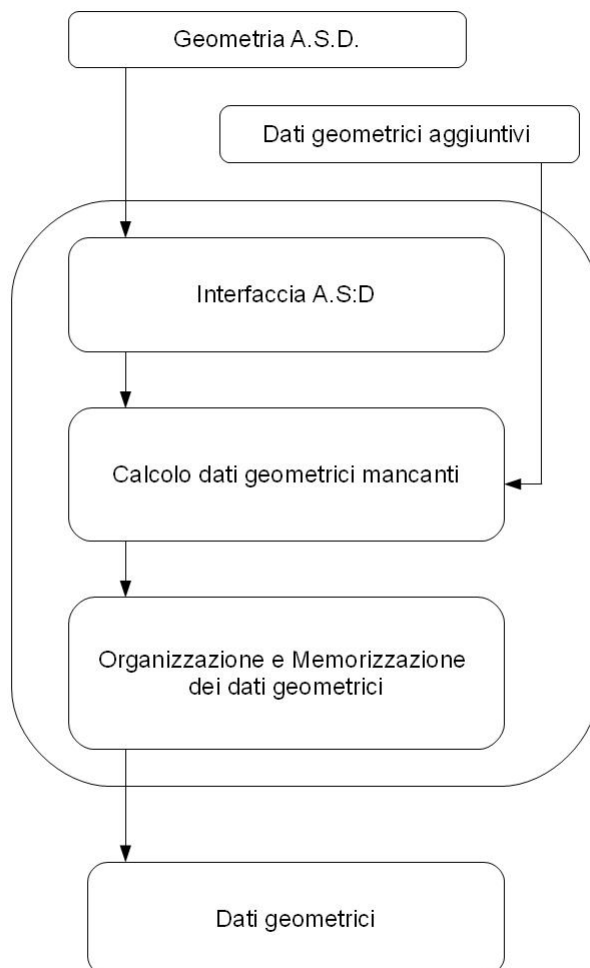 Geometria A.S.D.
Dati geometrici aggiuntivi
Interfaccia A.S:D
Calcolo dati geometrici mancanti
Organizzazione e Memorizzazione
dei dati geometrici
Dati geometrici